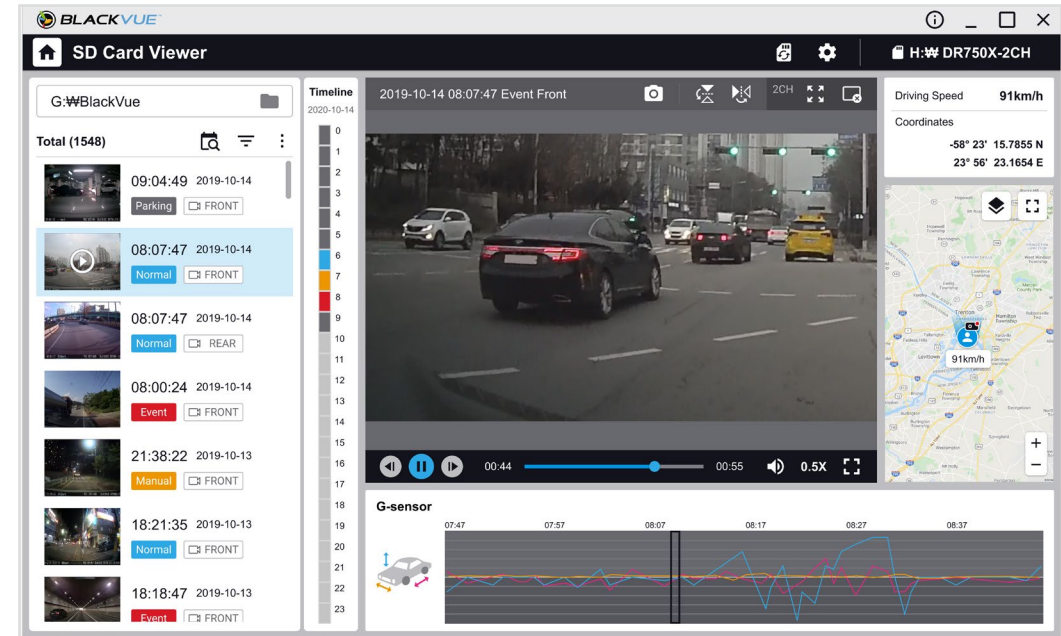 BLACKVUE
SD Card Viewer
H:₩ DR750X-2CH
G:₩BlackVue
Total (1548)
09:04:49 2019-10-14
Parking FRONT
08:07:47 2019-10-14
Normal FRONT
08:07:47 2019-10-14
Normal REAR
08:00:24 2019-10-14
Event FRONT
21:38:22 2019-10-13
Manual FRONT
18:21:35 2019-10-13
Normal FRONT
18:18:47 2019-10-13
Event FRONT
Timeline
2020-10-14
0
1
2
3
4
5
6
7
8
9
10
11
12
13
14
15
16
17
18
19
20
21
22
23
2019-10-14 08:07:47 Event Front
2CH
00:44
00:55
0.5X
Driving Speed 91km/h
Coordinates
-58° 23' 15.7855 N
23° 56' 23.1654 E
Trenton
Levittown
91km/h
+
−
G-sensor
07:47 07:57 08:07 08:17 08:27 08:37